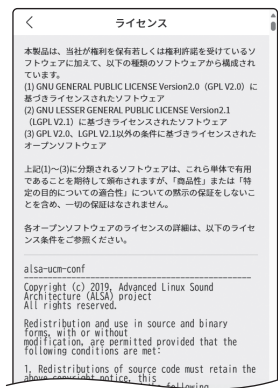 ライセンス
本製品は、当社が権利を保有若しくは権利許諾を受けているソ
フトウェアに加えて、以下の種類のソフトウェアから構成され
ています。
(1) GNU GENERAL PUBLIC LICENSE Version2.0（GPL V2.0）に
基づきライセンスされたソフトウェア
(2) GNU LESSER GENERAL PUBLIC LICENSE Version2.1
（LGPL V2.1）に基づきライセンスされたソフトウェア
(3) GPL V2.0、LGPL V2.1以外の条件に基づきライセンスされた
オープンソフトウェア
上記(1)～(3)に分類されるソフトウェアは、これら単体で有用
であることを期待して頒布されますが、「商品性」または「特
定の目的についての適合性」についての黙示の保証をしないこ
とを含め、一切の保証はなされません。
各オープンソフトウェアのライセンスの詳細は、以下のライセ
ンス条件をご参照ください。
alsa-ucm-conf
Copyright (c) 2019, Advanced Linux Sound
Architecture (ALSA) project
All rights reserved.
Redistribution and use in source and binary
forms, with or without
modification, are permitted provided that the
following conditions are met:
1. Redistributions of source code must retain the
above copyright notice, this
following